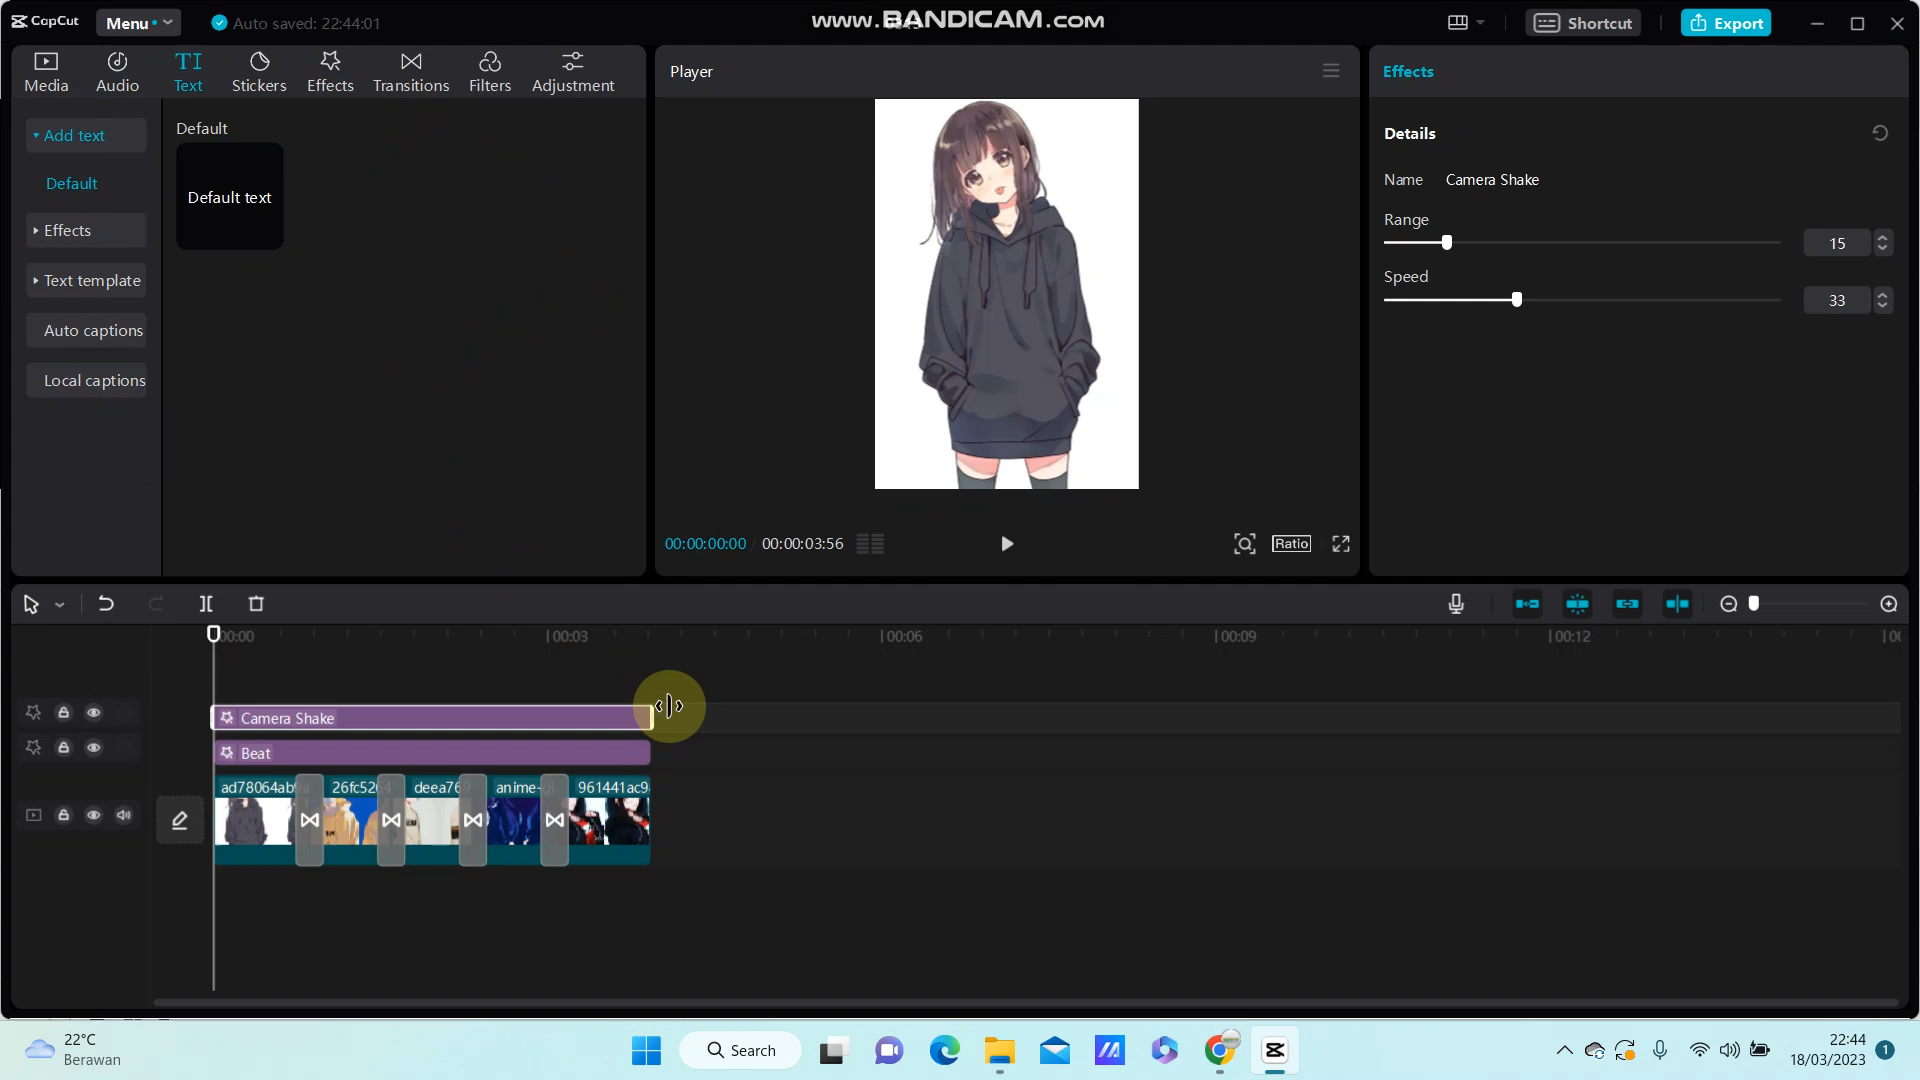 CapCut
Menu
Auto saved: 22:44:01
www.BANDICAM.com
Shortcut
Export
Media
Audio
TI
Text
Stickers
Effects
Transitions
Filters
Adjustment
Player
Effects
Add text
Default
Effects
Text template
Auto captions
Local captions
Default
Default text
Details
Name
Camera Shake
Range
15
Speed
33
00:00:00:00
00:00:03:56
Ratio
00:00
00:03
00:06
00:09
00:12
Camera Shake
Beat
ad78064ab
26fc526
deea76
anime-g
961441ac9
22°C
Berawan
Search
22:44
18/03/2023
1